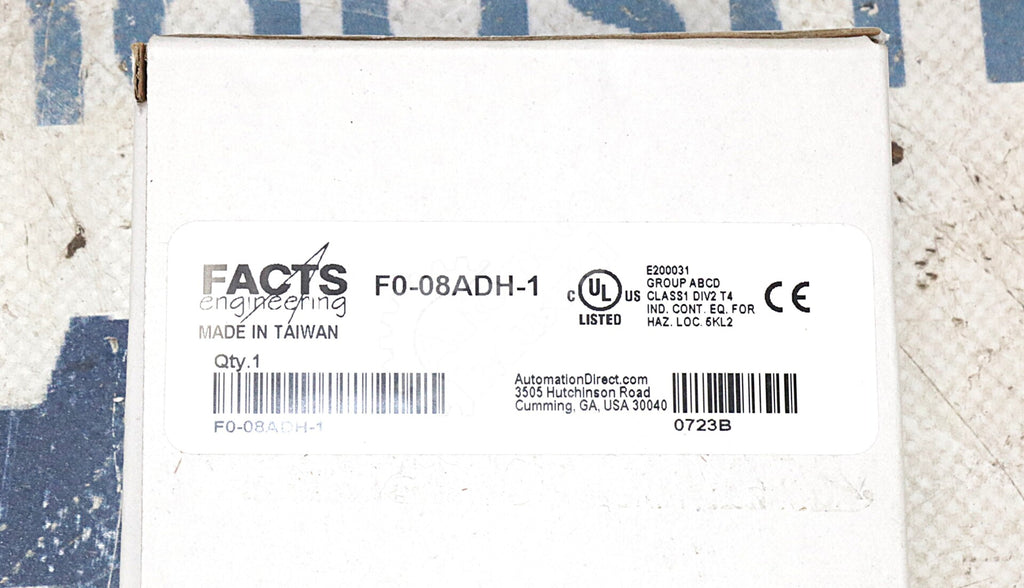 FACTS
engineering
MADE IN TAIWAN
F0-08ADH-1
C UL US
LISTED
E200031
GROUP ABCD
CLASS1 DIV2 T4
IND. CONT. EQ. FOR
HAZ. LOC. 5KL2
CE
Qty.1
F0-08ADH-1
AutomationDirect.com
3505 Hutchinson Road
Cumming, GA, USA 30040
0723B